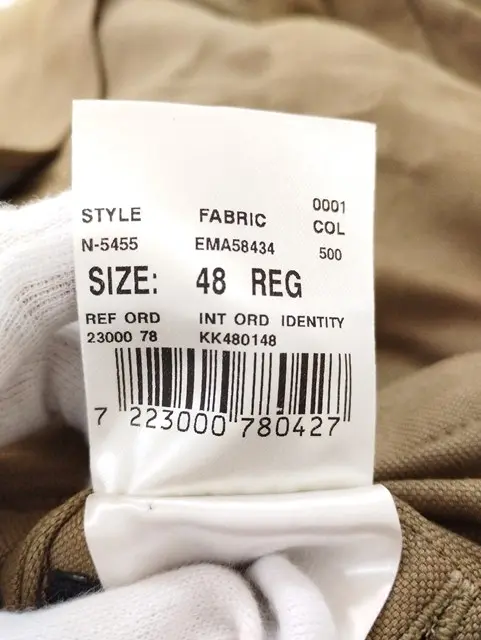 0001
STYLE FABRIC COL
N-5455 EMA58434 500
SIZE: 48 REG
REF ORD INT ORD IDENTITY
23000 78 KK480148
7 223000 780427